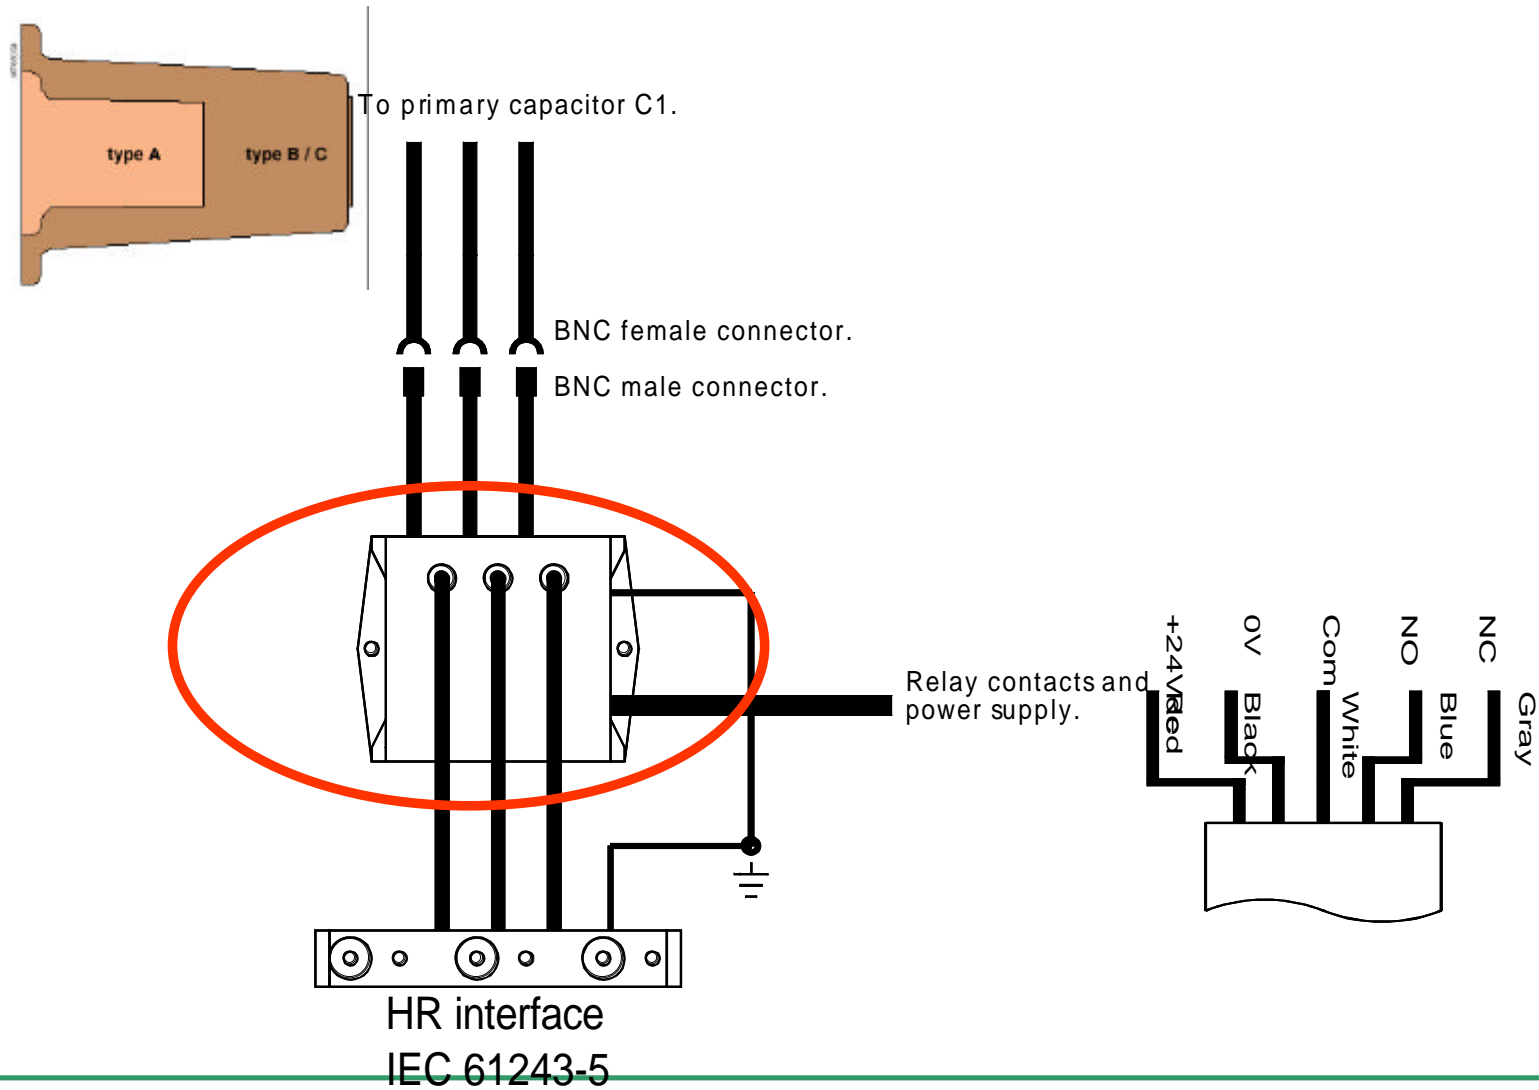 To primary capacitor C1.
type A
type B / C
BNC female connector.
BNC male connector.
Relay contacts and
power supply.
+24V
Red
0V
Black
Com
White
NO
Blue
NC
Gray
HR interface
IEC 61243-5